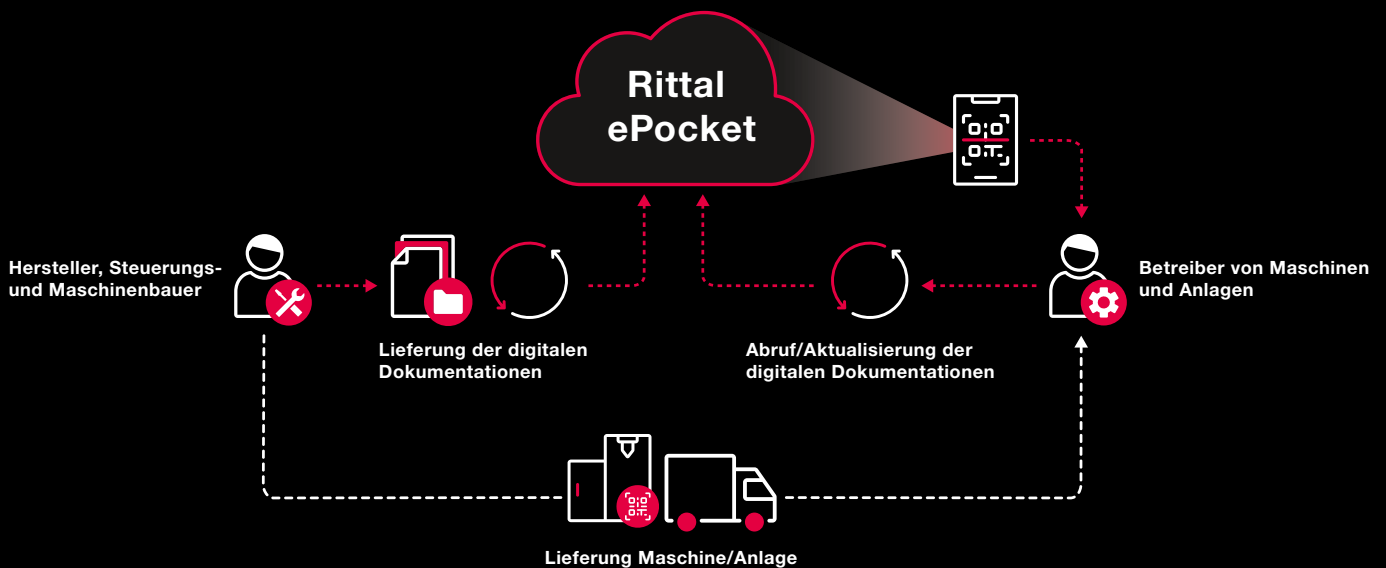 Rittal
ePocket
Hersteller, Steuerungs-
und Maschinenbauer
Betreiber von Maschinen
und Anlagen
Lieferung der digitalen
Dokumentationen
Abruf/Aktualisierung der
digitalen Dokumentationen
Lieferung Maschine/Anlage